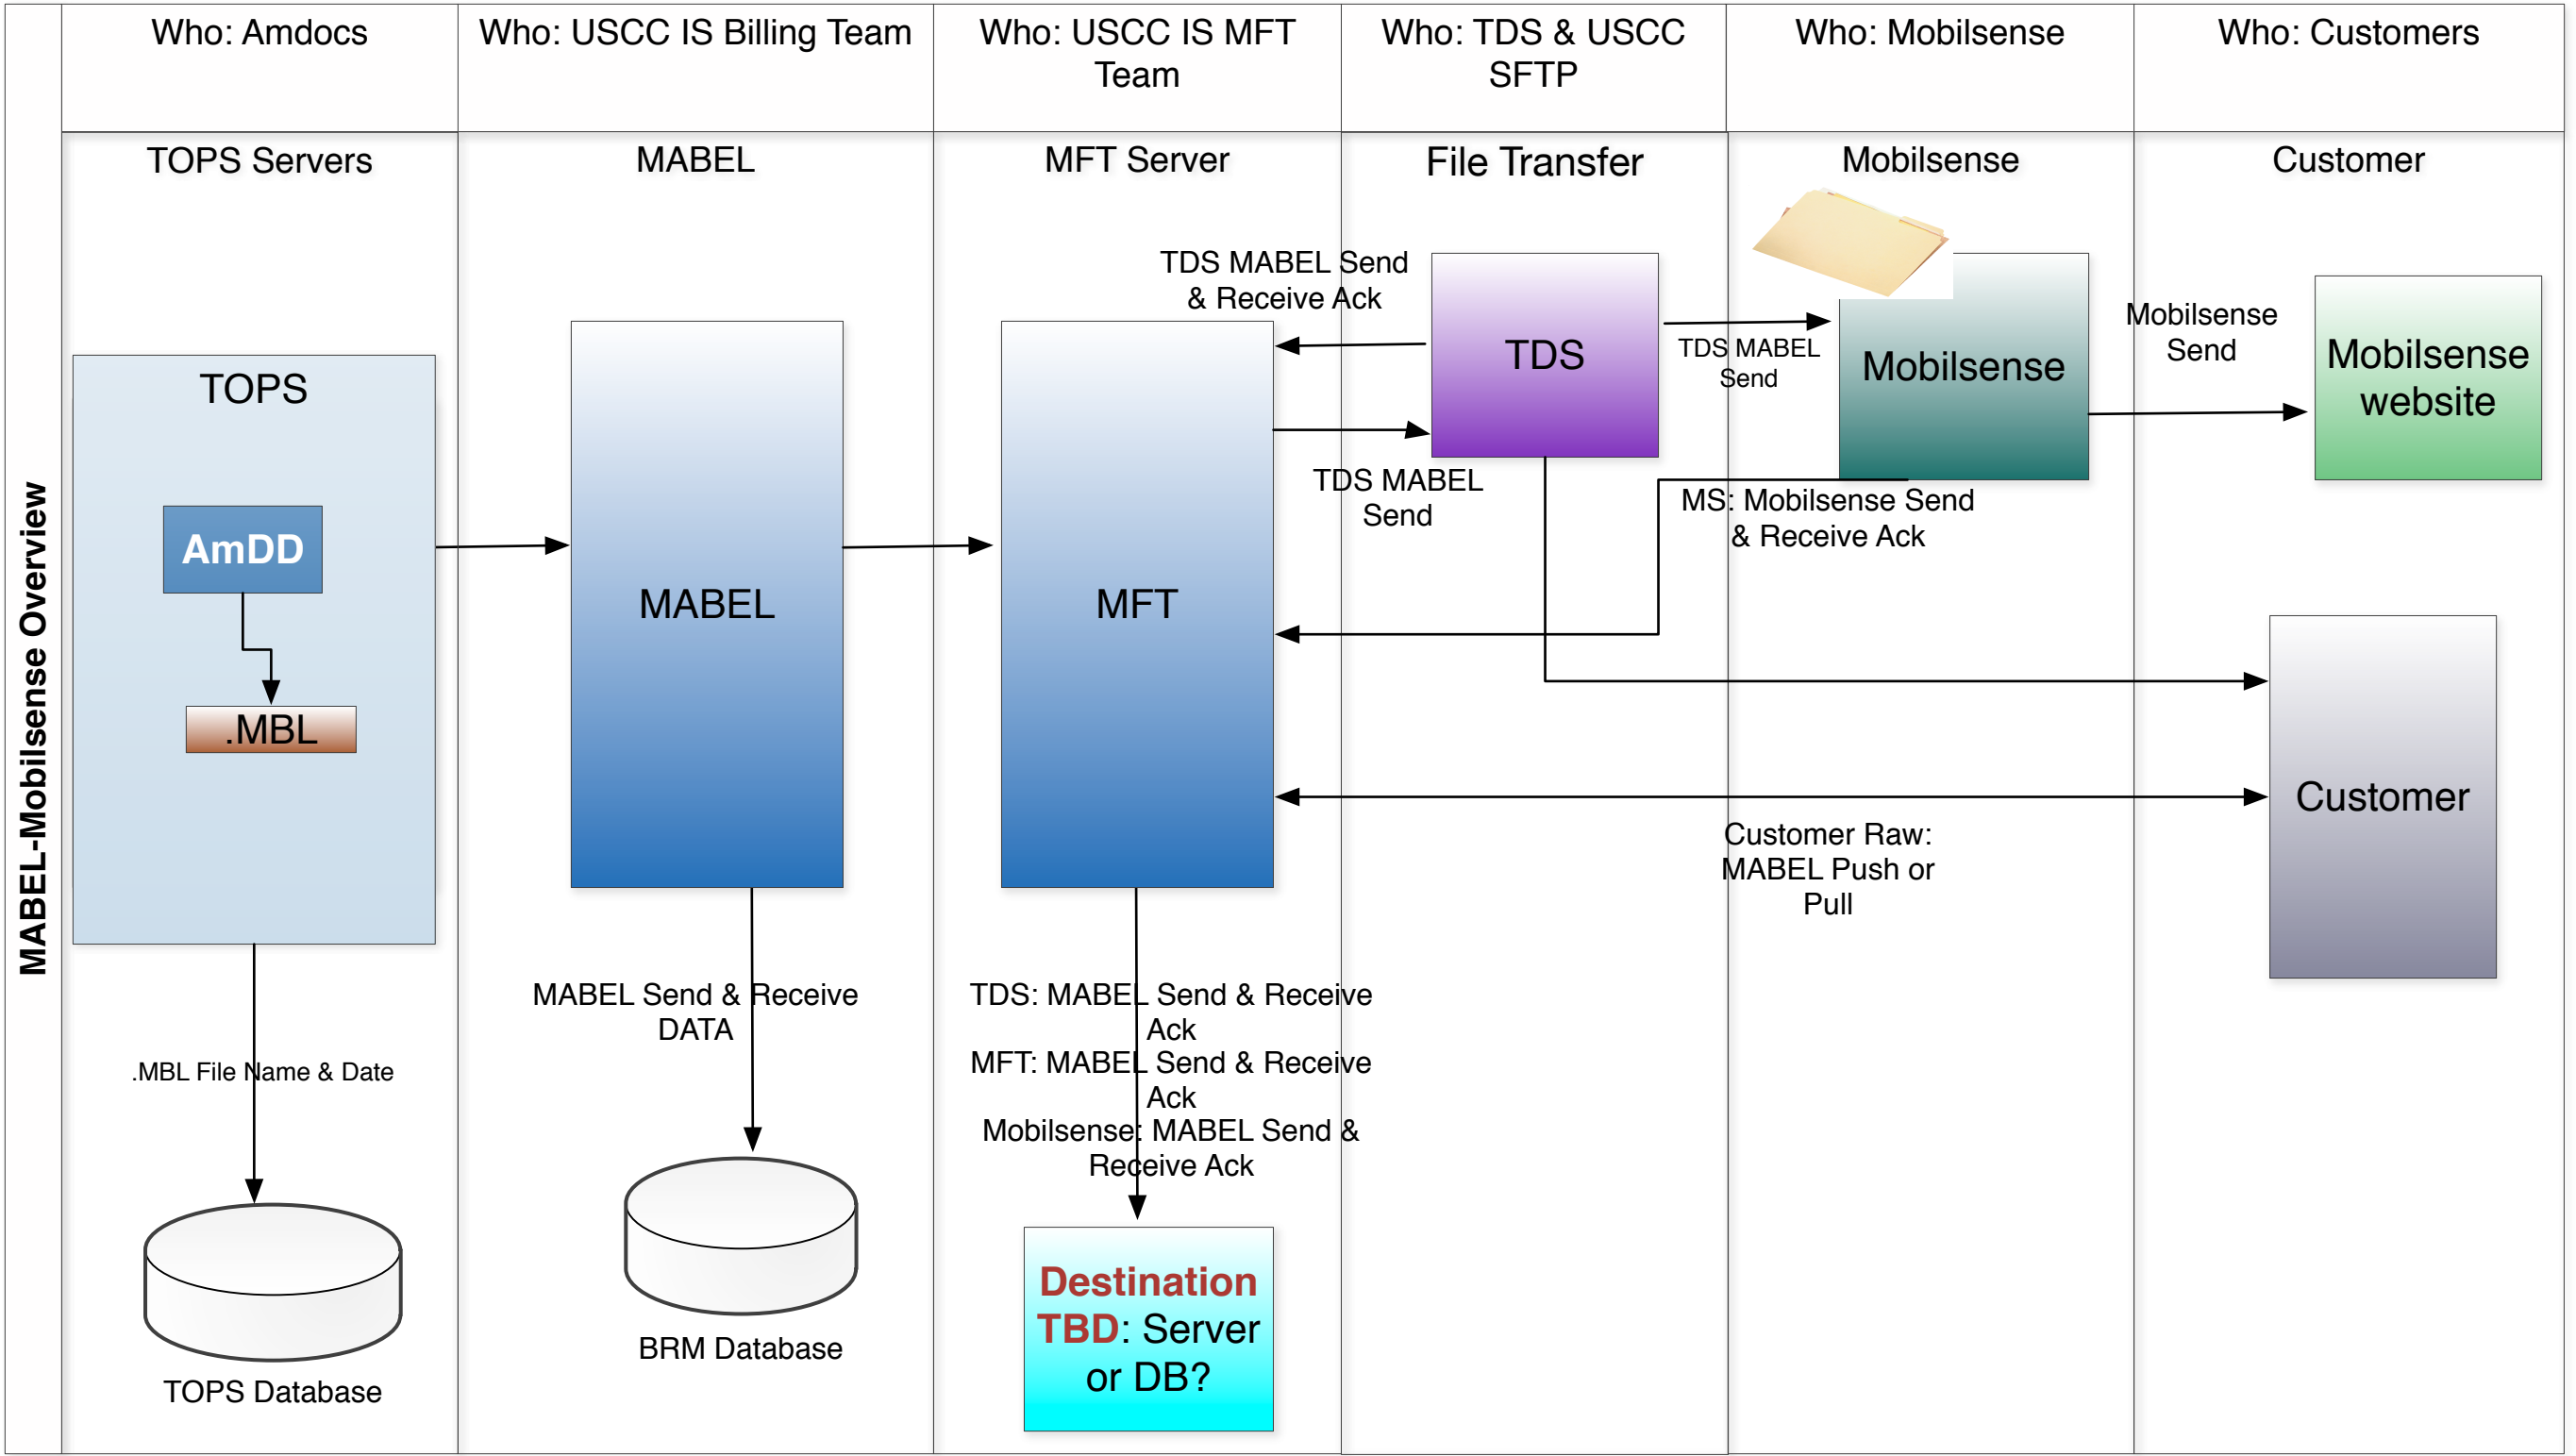 MABEL-Mobilsense Overview
Who: Amdocs
Who: USCC IS Billing Team
Who: USCC IS MFT
Team
Who: TDS & USCC
SFTP
Who: Mobilsense
Who: Customers
TOPS Servers
MABEL
MFT Server
File Transfer
Mobilsense
Customer
TOPS
AmDD
.MBL
.MBL File Name & Date
TOPS Database
MABEL
MABEL Send & Receive
DATA
BRM Database
MFT
TDS MABEL Send
& Receive Ack
TDS MABEL
Send
TDS: MABEL Send & Receive
Ack
MFT: MABEL Send & Receive
Ack
Mobilsense: MABEL Send &
Receive Ack
Destination
TBD: Server
or DB?
TDS
TDS MABEL
Send
Mobilsense
MS: Mobilsense Send
& Receive Ack
Mobilsense
Send
Mobilsense
website
Customer Raw:
MABEL Push or
Pull
Customer